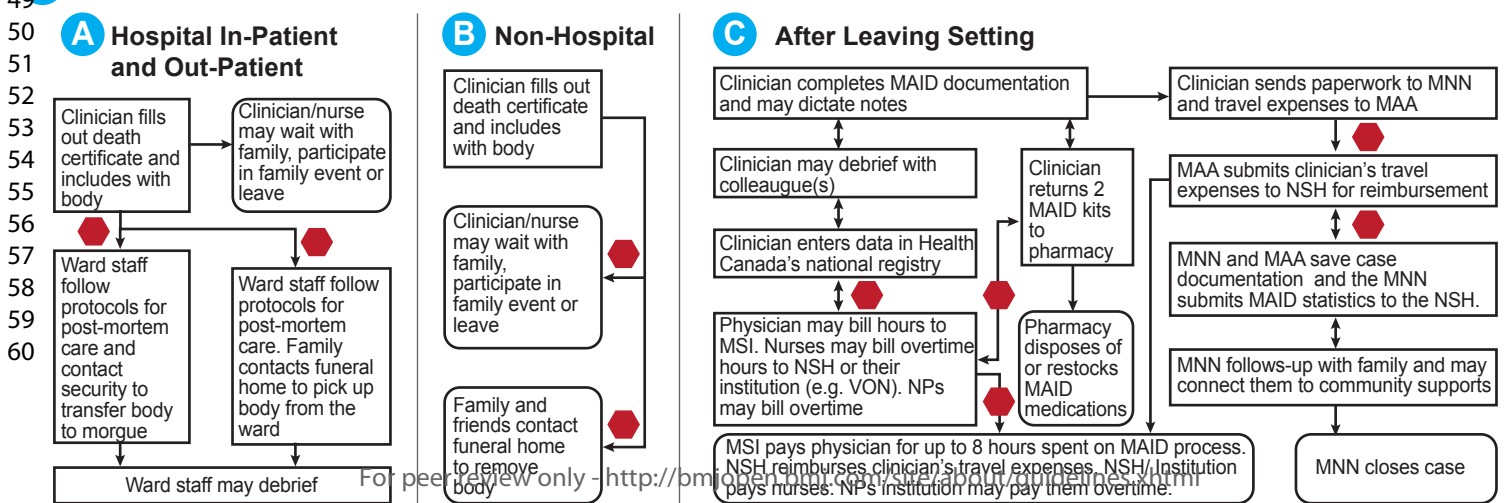 49
50
51
52
53
54
55
56
57
58
59
60
A Hospital In-Patient
and Out-Patient
Clinician fills
out death
certificate and
includes with
body
Clinician/nurse
may wait with
family, participate
in family event or
leave
Ward staff
follow
protocols for
post-mortem
care and
contact
security to
transfer body
to morgue
Ward staff follow
protocols for
post-mortem
care. Family
contacts funeral
home to pick up
body from the
ward
Ward staff may debrief
B Non-Hospital
Clinician fills out
death certificate
and includes
with body
Clinician/nurse
may wait with
family,
participate in
family event or
leave
Family and
friends contact
funeral home
to remove
body
C After Leaving Setting
Clinician completes MAID documentation
and may dictate notes
Clinician may debrief with
colleague(s)
Clinician enters data in Health
Canada's national registry
Physician may bill hours to
MSI. Nurses may bill overtime
hours to NSH or their
institution (e.g. VON). NPs
may bill overtime
Clinician
returns 2
MAID kits
to
pharmacy
Pharmacy
disposes of
or restocks
MAID
medications
Clinician sends paperwork to MNN
and travel expenses to MAA
MAA submits clinician's travel
expenses to NSH for reimbursement
MNN and MAA save case
documentation and the MNN
submits MAID statistics to the NSH.
MNN follows-up with family and may
connect them to community supports
MSI pays physician for up to 8 hours spent on MAID process.
NSH reimburses clinician's travel expenses. NSH/ Institution
pays nurses. NPs institution may pay them overtime.
MNN closes case
For peer review only - http://bmjopen.bmj.com/site/about/guidelines.xhtml